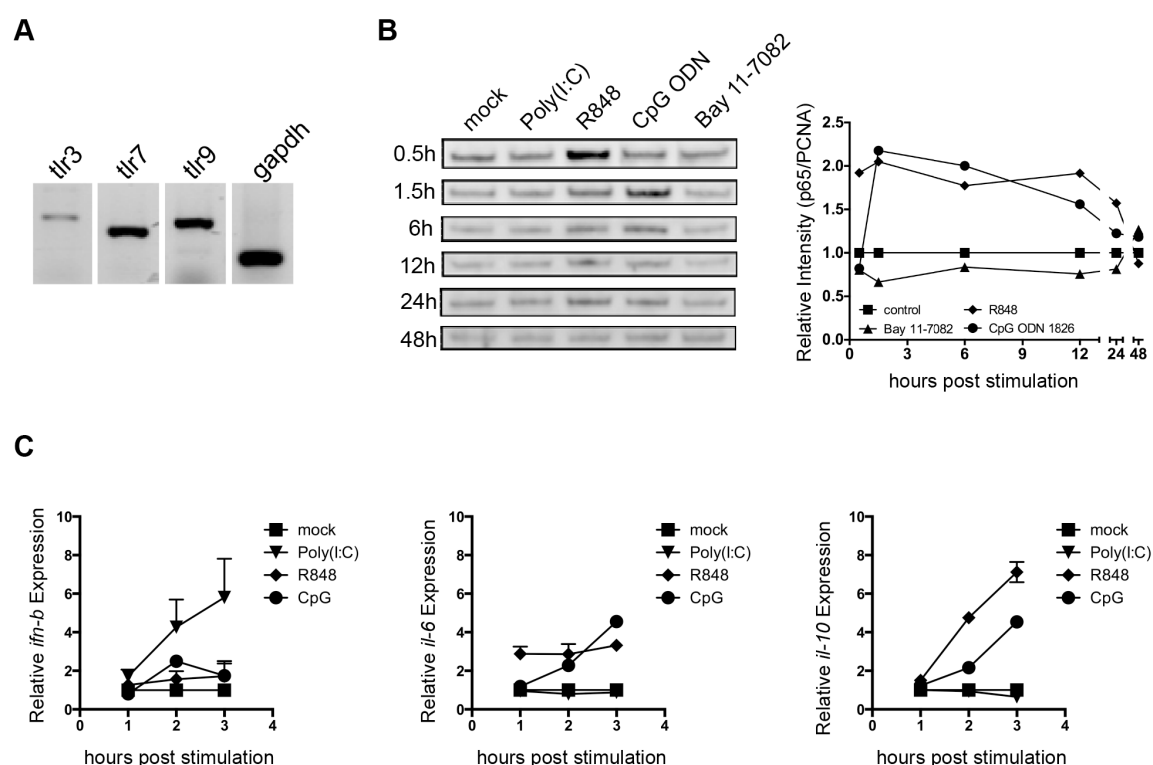 A
tlr3
tlr7
tlr9
gapdh
B
mock
Poly(I:C)
R848
CpG ODN
Bay 11-7082
0.5h
1.5h
6h
12h
24h
48h
Relative Intensity (p65/PCNA)
2.5
2.0
1.5
1.0
0.5
0.0
control
R848
Bay 11-7082
CpG ODN 1826
0 3 6 9 12 24 48
hours post stimulation
C
Relative ifn-b Expression
10
8
6
4
2
0
mock
Poly(I:C)
R848
CpG
0 1 2 3 4
hours post stimulation
Relative il-6 Expression
10
8
6
4
2
0
mock
Poly(I:C)
R848
CpG
0 1 2 3 4
hours post stimulation
Relative il-10 Expression
10
8
6
4
2
0
mock
Poly(I:C)
R848
CpG
0 1 2 3 4
hours post stimulation